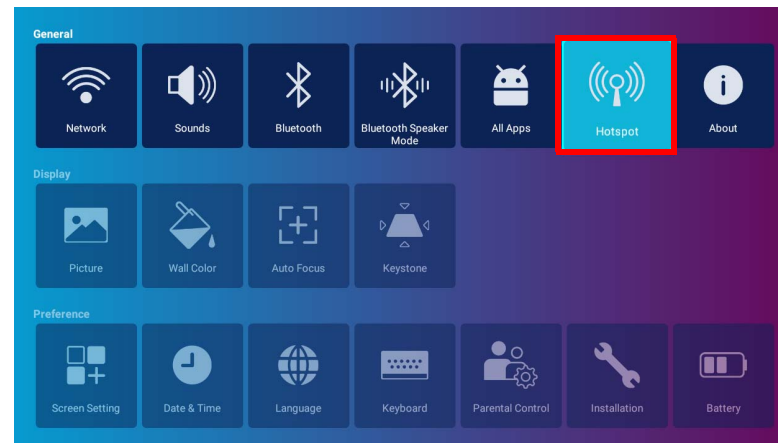 General
Network
Sounds
Bluetooth
Bluetooth Speaker
Mode
All Apps
Hotspot
About
Display
Picture
Wall Color
Auto Focus
Keystone
Preference
Screen Setting
Date & Time
Language
Keyboard
Parental Control
Installation
Battery